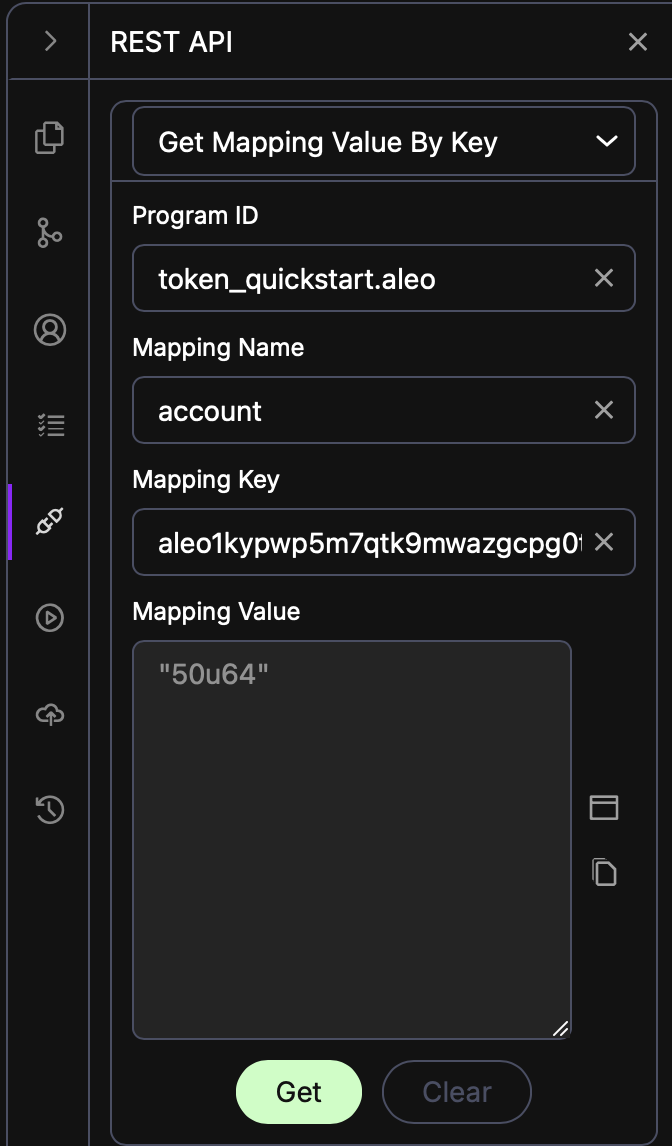 REST API
Get Mapping Value By Key
Program ID
token_quickstart.aleo
Mapping Name
account
Mapping Key
aleo1kypwp5m7qtk9mwazgcpg0
Mapping Value
"50u64"
Get
Clear